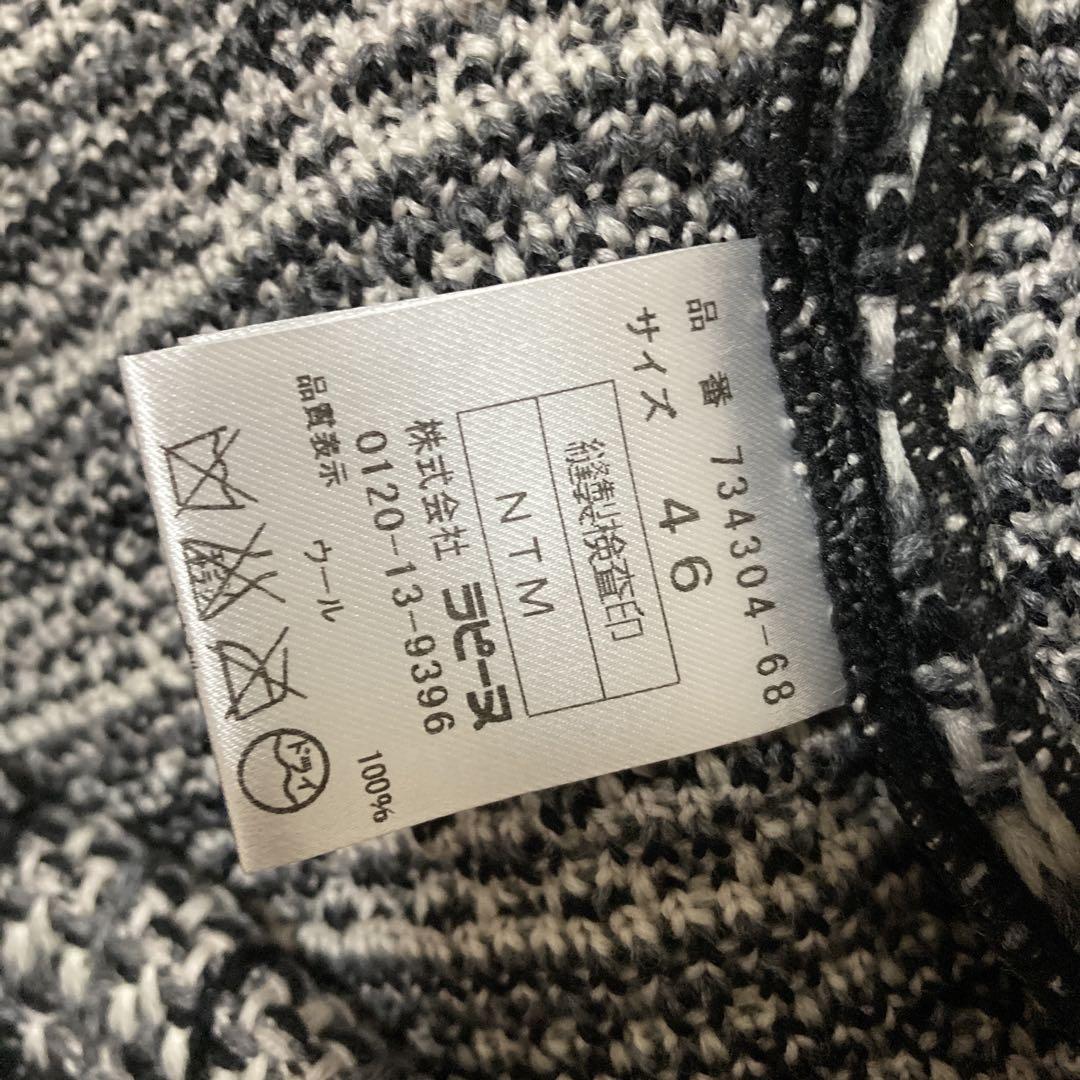 品番 734304-68
サイズ 46
縫製検査印
NTM
株式会社 ラピーヌ
0120-13-9396
品質表示
ウール 100%
ドライ